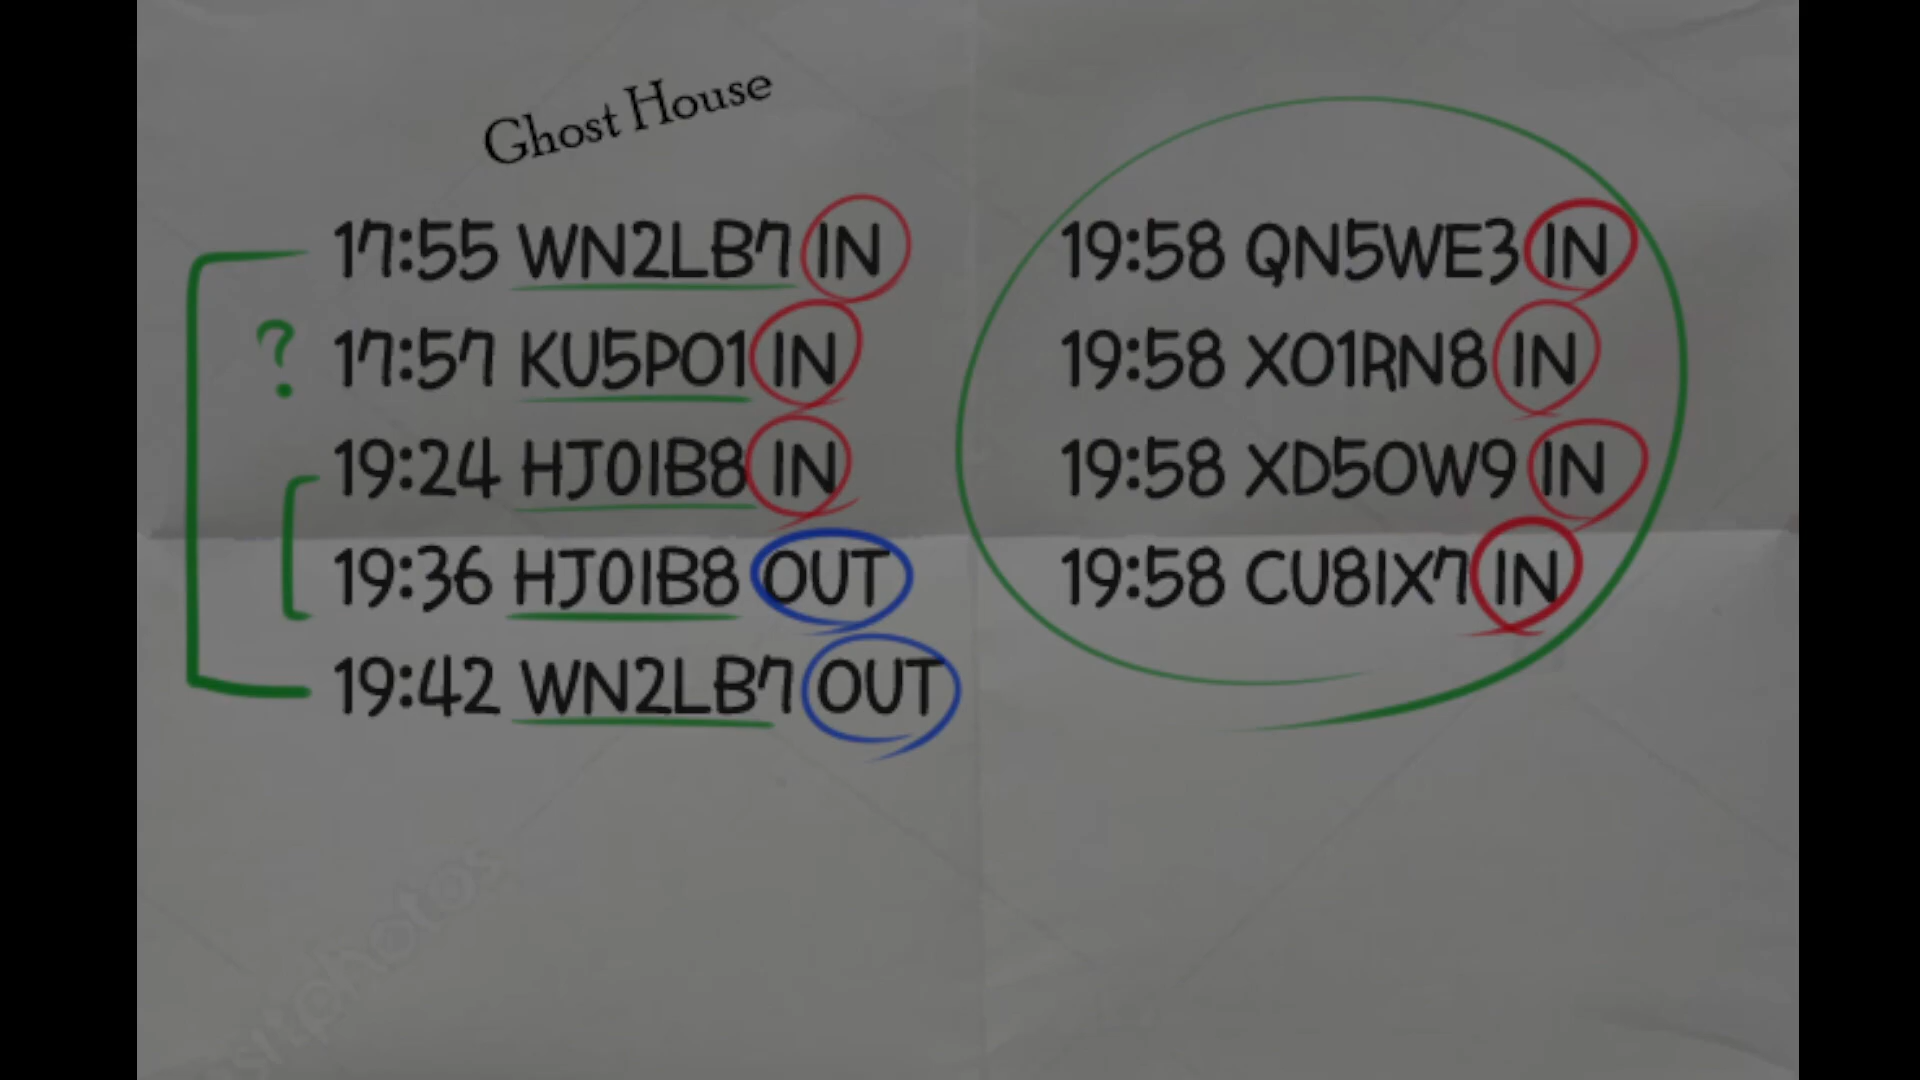 Ghost House
17:55 WN2LB7 IN
17:57 KU5PO1 IN
?
19:24 HJ0IB8 IN
19:36 HJ0IB8 OUT
19:42 WN2LB7 OUT
19:58 QN5WE3 IN
19:58 XO1RN8 IN
19:58 XD5OW9 IN
19:58 CU8IX7 IN